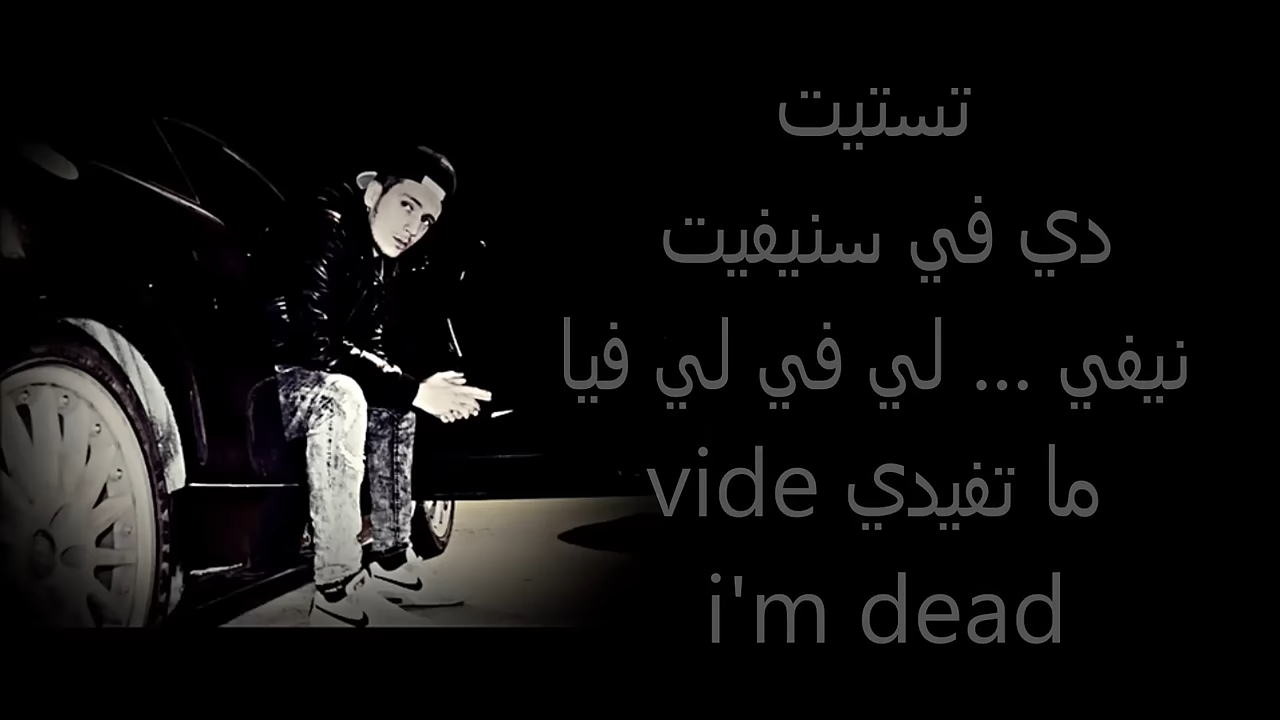 تستيت
دي في سنيفيت
نيفي ... لي في لي فيا
ما تفيدي vide
i'm dead